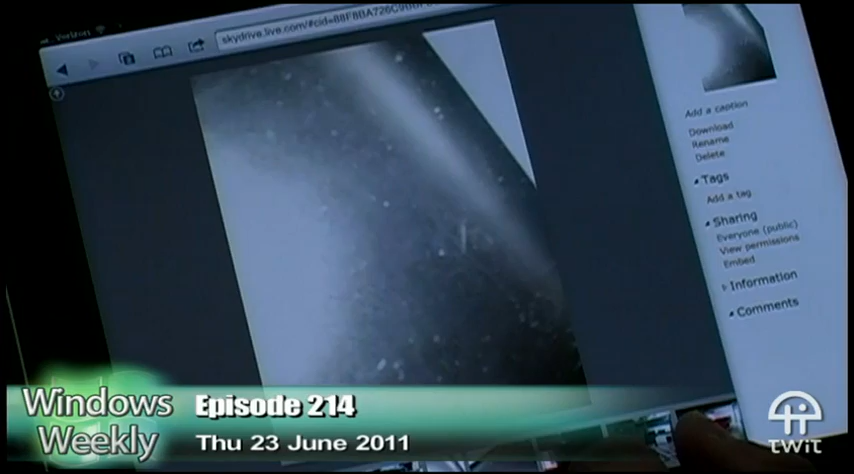 Verizon
skydrive.live.com/#cid=
Add a caption
Download
Rename
Delete
Tags
Add a tag
Sharing
Everyone (public)
View permissions
Embed
Information
Comments
Windows
Weekly
Episode 214
Thu 23 June 2011
twit